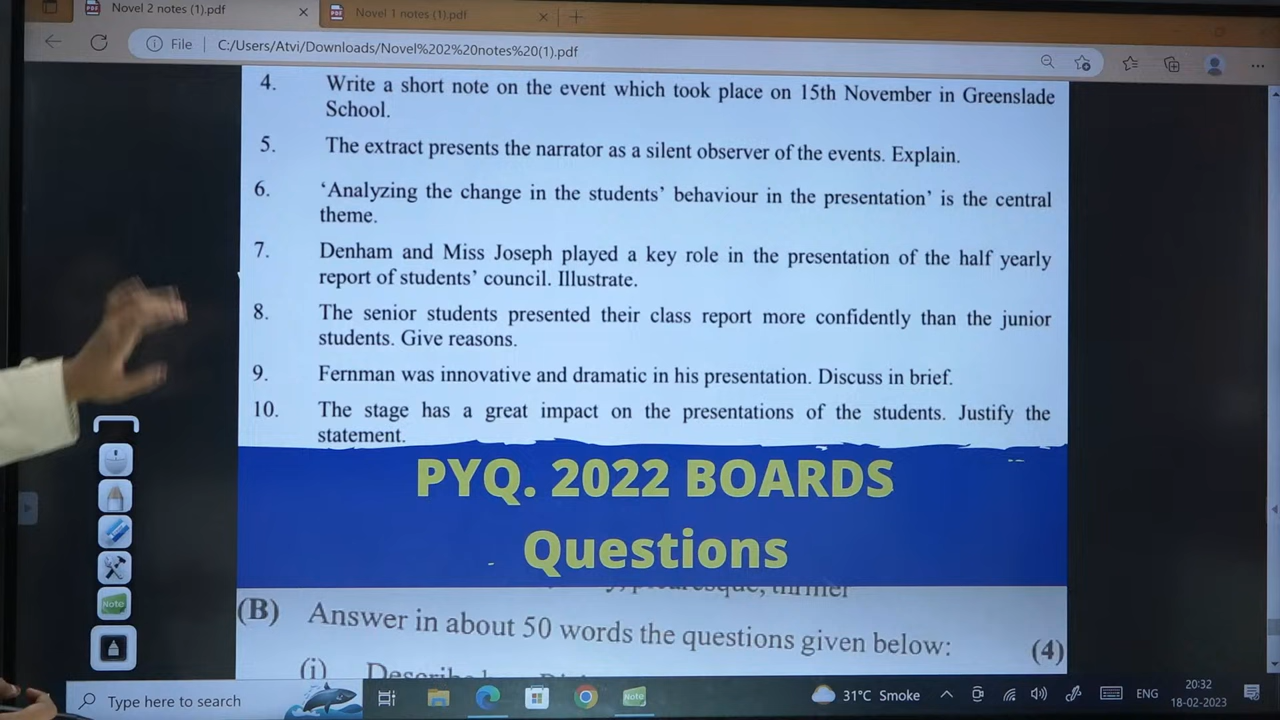 Novel 2 notes (1).pdf
Novel 1 notes (1).pdf
File
C:/Users/Atvi/Downloads/Novel%202%20notes%20(1).pdf
4. Write a short note on the event which took place on 15th November in Greenslade
School.
5. The extract presents the narrator as a silent observer of the events. Explain.
6. ‘Analyzing the change in the students’ behaviour in the presentation’ is the central
theme.
7. Denham and Miss Joseph played a key role in the presentation of the half yearly
report of students’ council. Illustrate.
8. The senior students presented their class report more confidently than the junior
students. Give reasons.
9. Fernman was innovative and dramatic in his presentation. Discuss in brief.
10. The stage has a great impact on the presentations of the students. Justify the
statement.
PYQ. 2022 BOARDS
Questions
(B) Answer in about 50 words the questions given below:
(4)
(i)
Note
Type here to search
Note
31°C Smoke
ENG
20:32
18-02-2023